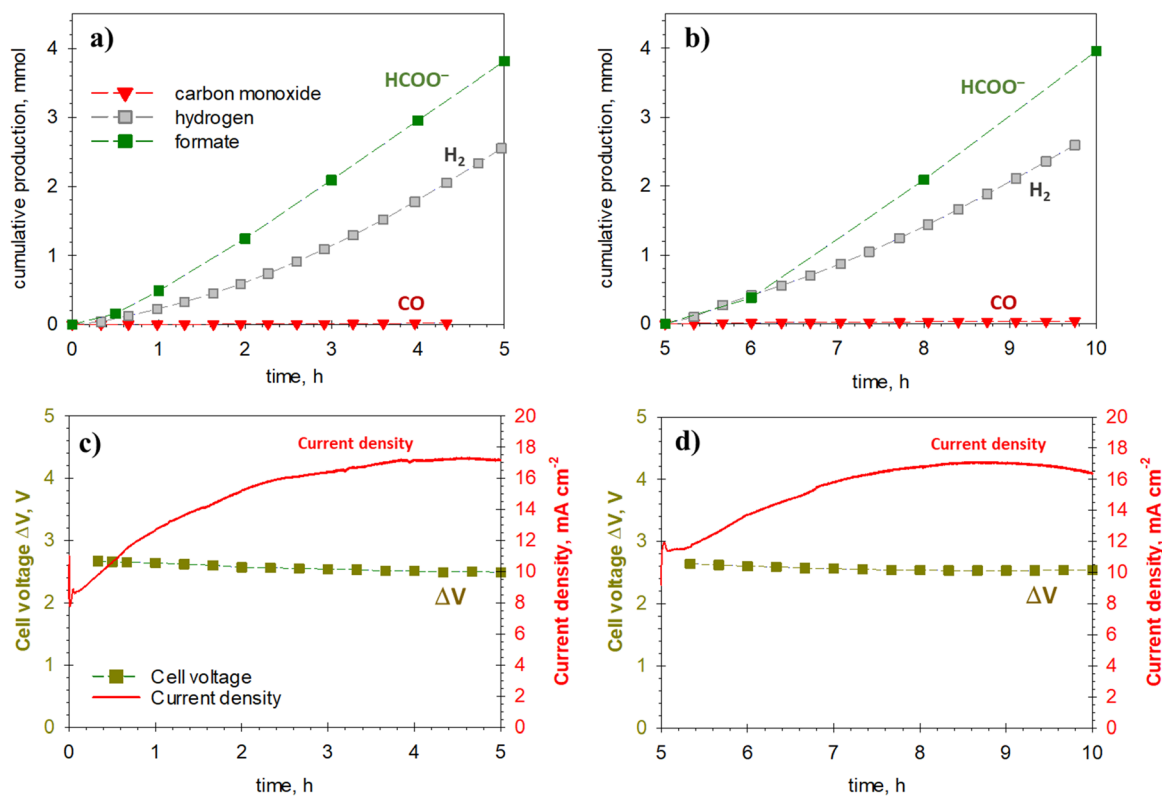 a)
cumulative production, mmol
4
3
2
1
0
HCOO⁻
carbon monoxide
hydrogen
formate
H₂
CO
0 1 2 3 4 5
time, h
b)
cumulative production, mmol
4
3
2
1
0
HCOO⁻
H₂
CO
5 6 7 8 9 10
time, h
c)
Cell voltage ΔV, V
5
4
3
2
1
0
Current density
ΔV
Cell voltage
Current density
20
18
16
14
12
10
8
6
4
2
0
Current density, mA cm⁻²
0 1 2 3 4 5
time, h
d)
Cell voltage ΔV, V
5
4
3
2
1
0
Current density
ΔV
20
18
16
14
12
10
8
6
4
2
0
Current density, mA cm⁻²
5 6 7 8 9 10
time, h